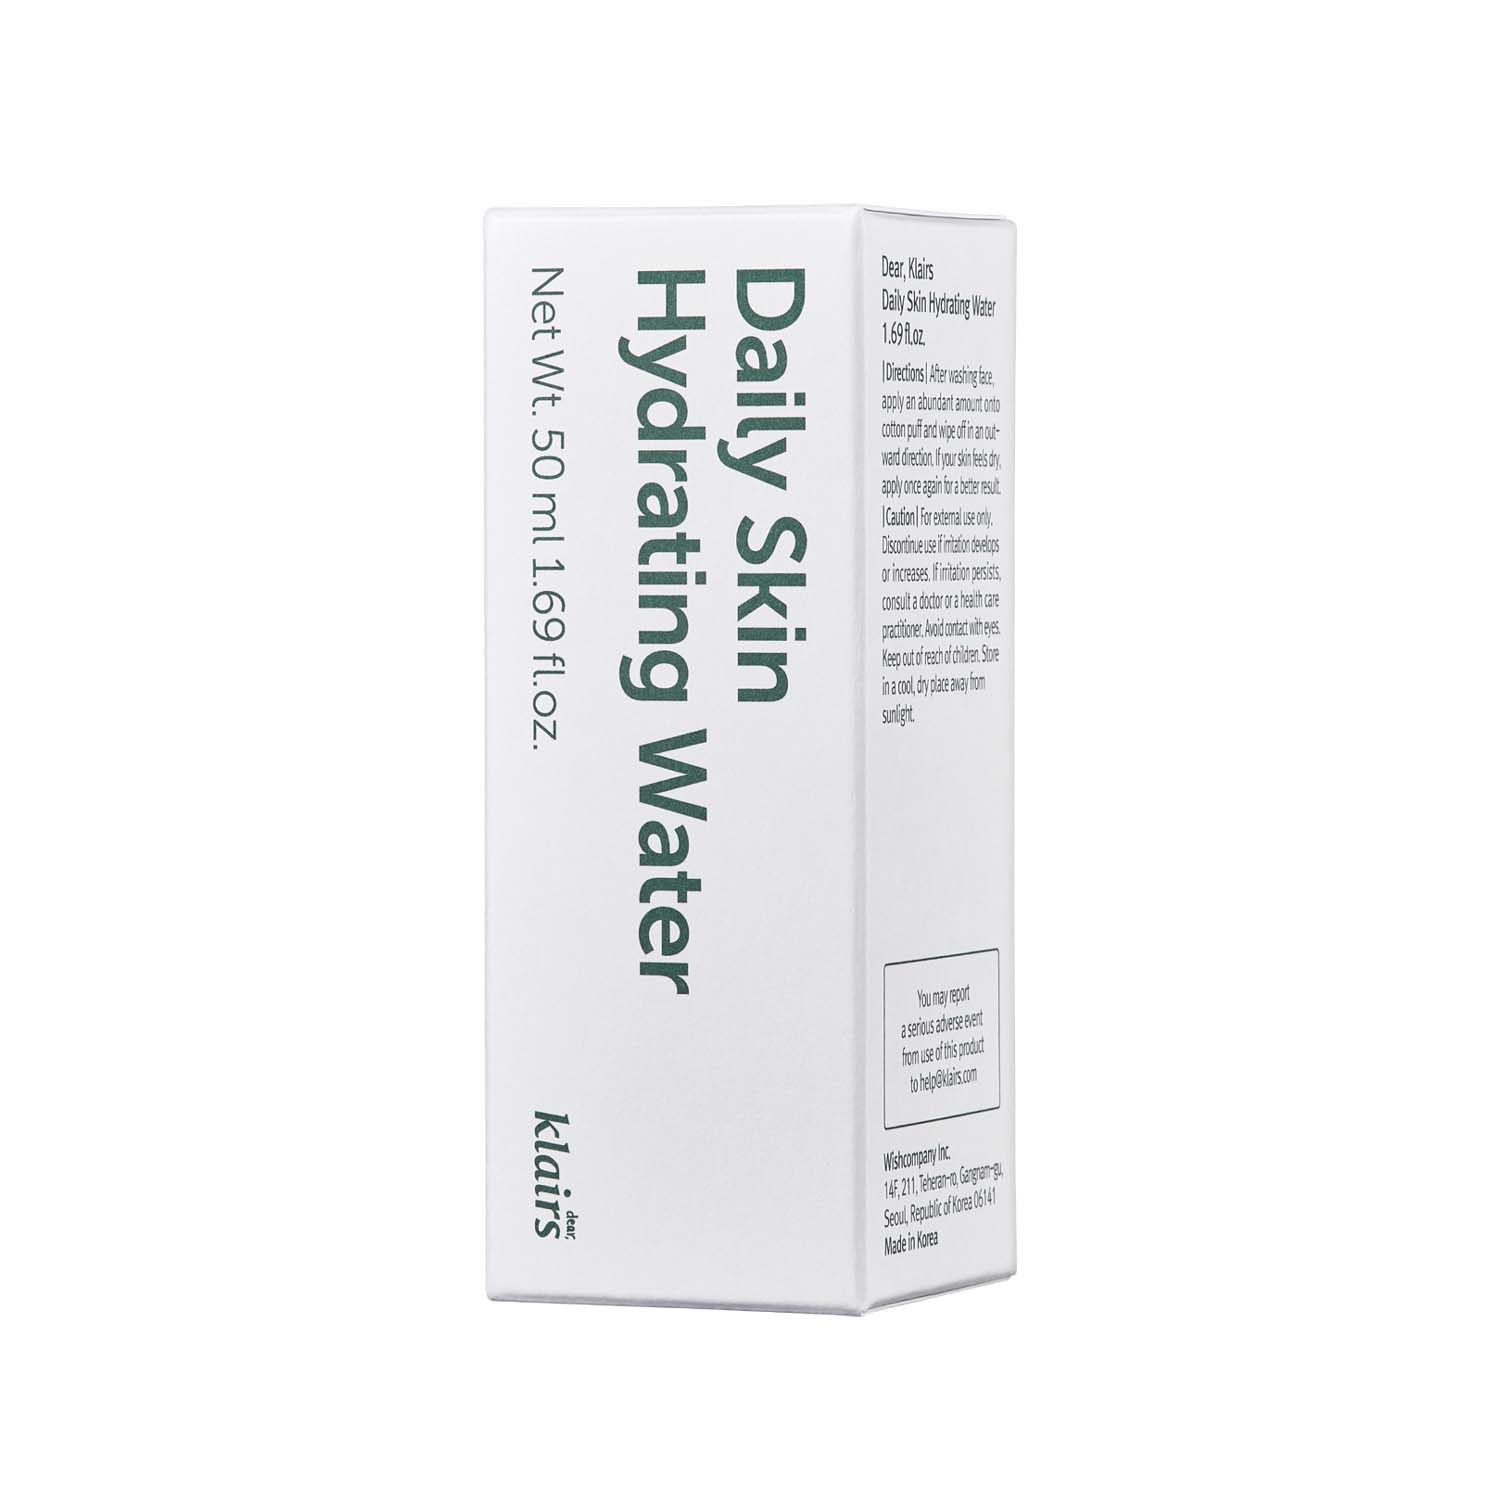 Daily Skin
Hydrating Water
Net Wt. 50 ml 1.69 fl.oz.
dear,
klairs
Dear, Klairs
Daily Skin Hydrating Water
1.69 fl.oz.
|Directions| After washing face,
apply an abundant amount onto
cotton puff and wipe off in an out-
ward direction. If your skin feels dry,
apply once again for a better result.
|Caution| For external use only.
Discontinue use if irritation develops
or increases. If irritation persists,
consult a doctor or a health care
practitioner. Avoid contact with eyes.
Keep out of reach of children. Store
in a cool, dry place away from
sunlight.
You may report
a serious adverse event
from use of this product
to help@klairs.com
Wishcompany Inc.
14F, 211, Teheran-ro, Gangnam-gu,
Seoul, Republic of Korea 06141
Made in Korea